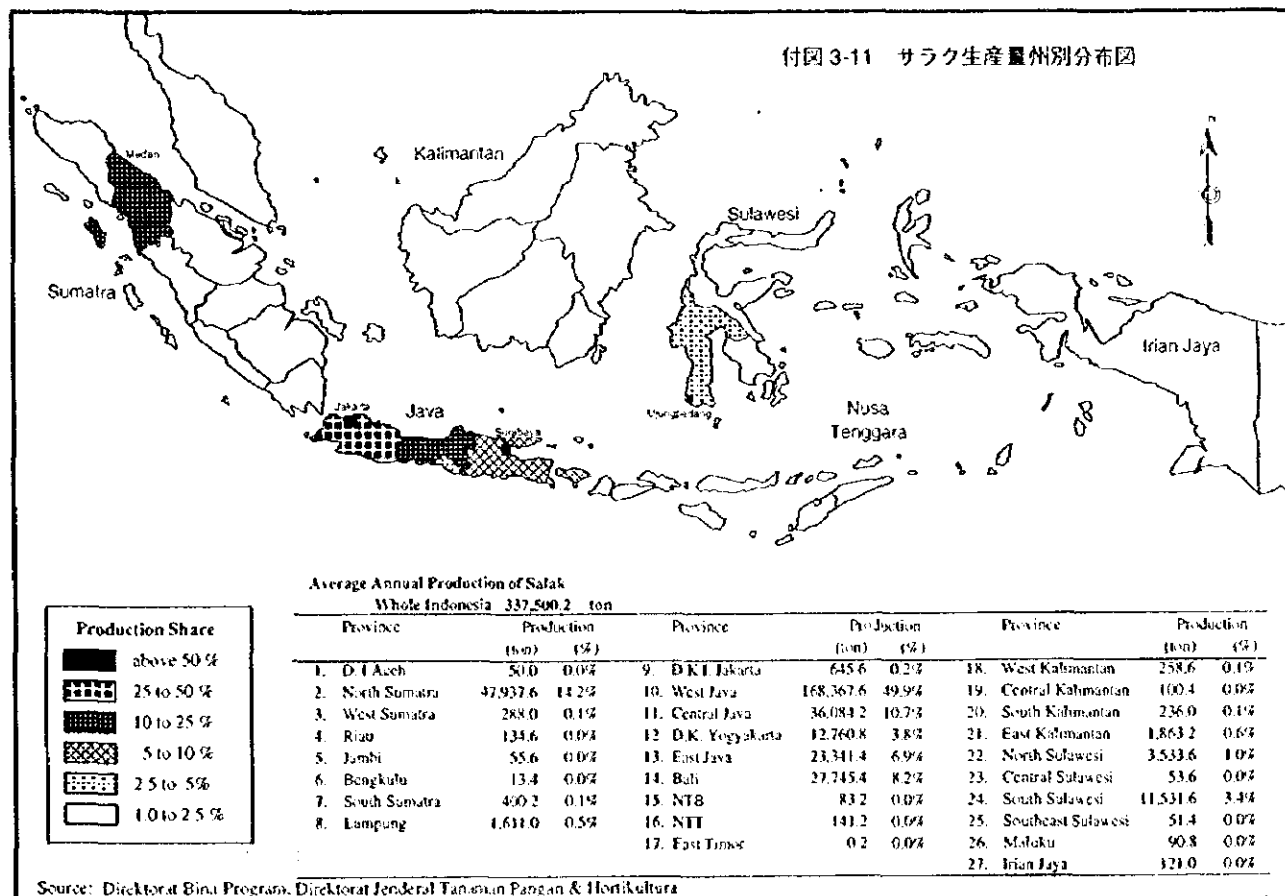 付図 3-11 サラク生産量州別分布図
N
Medan
Kalimantan
Sulawesi
Sumatra
Irian Jaya
Jakarta
Java
Surabaya
Ujungpadang
Nusa
Tenggara
Average Annual Production of Salak
Whole Indonesia 337,500.2 ton
Production Share
above 50 %
25 to 50 %
10 to 25 %
5 to 10 %
2.5 to 5%
1.0 to 2.5 %
Province Production Province Production Province Production
(ton) (%) (ton) (%) (ton) (%)
1. D.I Aceh 50.0 0.0% 9. D.K.I. Jakarta 645.6 0.2% 18. West Kalimantan 258.6 0.1%
2. North Sumatra 47,937.6 14.2% 10. West Java 168,367.6 49.9% 19. Central Kalimantan 100.4 0.0%
3. West Sumatra 288.0 0.1% 11. Central Java 36,084.2 10.7% 20. South Kalimantan 236.0 0.1%
4. Riau 134.6 0.0% 12 D.K. Yogyakarta 12,760.8 3.8% 21. East Kalimantan 1,863.2 0.6%
5. Jambi 55.6 0.0% 13. East Java 23,341.4 6.9% 22. North Sulawesi 3,533.6 1.0%
6. Bengkulu 13.4 0.0% 14. Bali 27,745.4 8.2% 23. Central Sulawesi 53.6 0.0%
7. South Sumatra 400.2 0.1% 15. NTB 83.2 0.0% 24. South Sulawesi 11,531.6 3.4%
8. Lampung 1,611.0 0.5% 16. NTT 141.2 0.0% 25. Southeast Sulawesi 51.4 0.0%
17. East Timor 0.2 0.0% 26. Maluku 90.8 0.0%
27. Irian Jaya 321.0 0.0%
Source: Direktorat Bina Program, Direktorat Jenderal Tanaman Pangan & Hortikultura